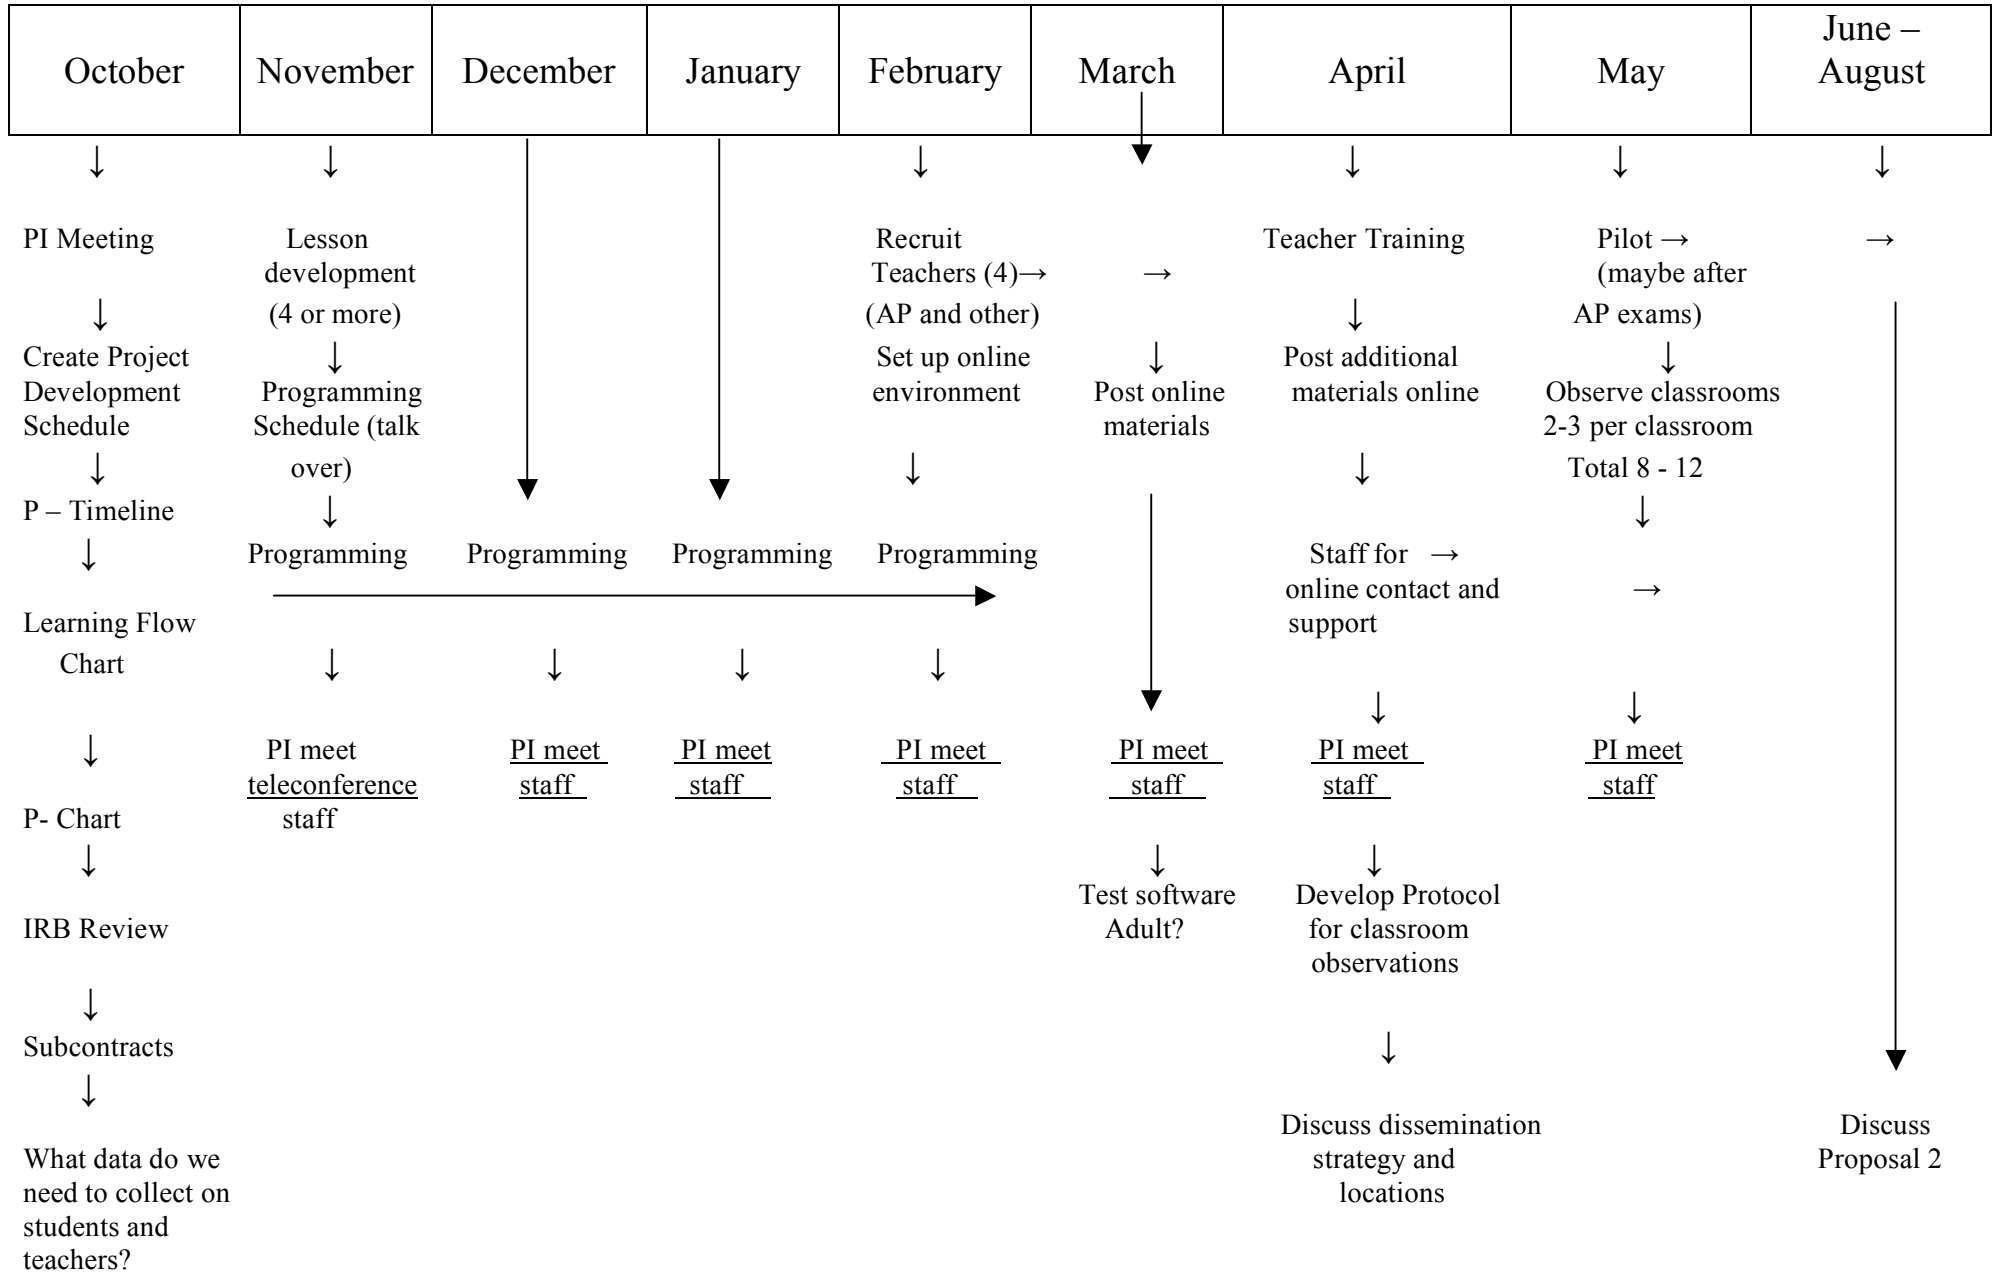 October
November
December
January
February
March
April
May
June –
August
↓
PI Meeting
↓
Create Project
Development
Schedule
↓
P – Timeline
↓
Learning Flow
Chart
↓
P- Chart
↓
IRB Review
↓
Subcontracts
↓
What data do we
need to collect on
students and
teachers?
↓
Lesson
development
(4 or more)
↓
Programming
Schedule (talk
over)
↓
Programming
↓
PI meet
teleconference
staff
Programming
↓
PI meet
staff
Programming
↓
PI meet
staff
↓
Recruit
Teachers (4)→
(AP and other)
Set up online
environment
↓
Programming
↓
PI meet
staff
→
↓
Post online
materials
PI meet
staff
↓
Test software
Adult?
↓
Teacher Training
↓
Post additional
materials online
↓
Staff for →
online contact and
support
↓
PI meet
staff
↓
Develop Protocol
for classroom
observations
↓
Discuss dissemination
strategy and
locations
↓
Pilot →
(maybe after
AP exams)
↓
Observe classrooms
2-3 per classroom
Total 8 - 12
↓
→
↓
PI meet
staff
↓
→
Discuss
Proposal 2